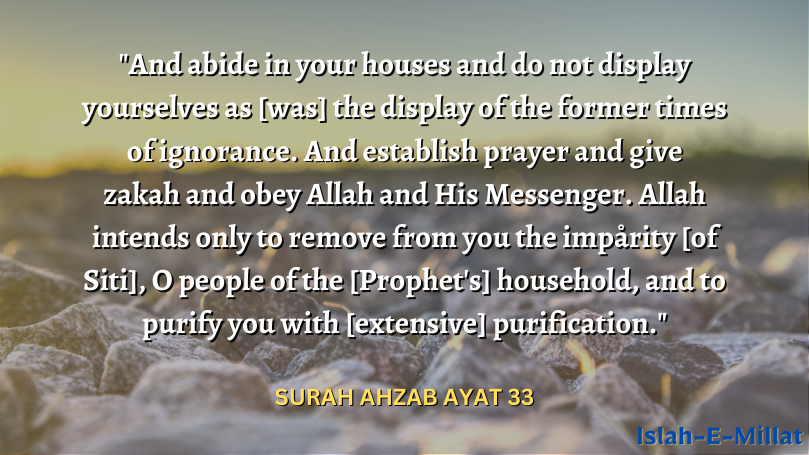 "And abide in your houses and do not display
yourselves as [was] the display of the former times
of ignorance. And establish prayer and give
zakah and obey Allah and His Messenger. Allah
intends only to remove from you the impårity [of
Siti], O people of the [Prophet's] household, and to
purify you with [extensive] purification."
SURAH AHZAB AYAT 33
Islah-E-Millat